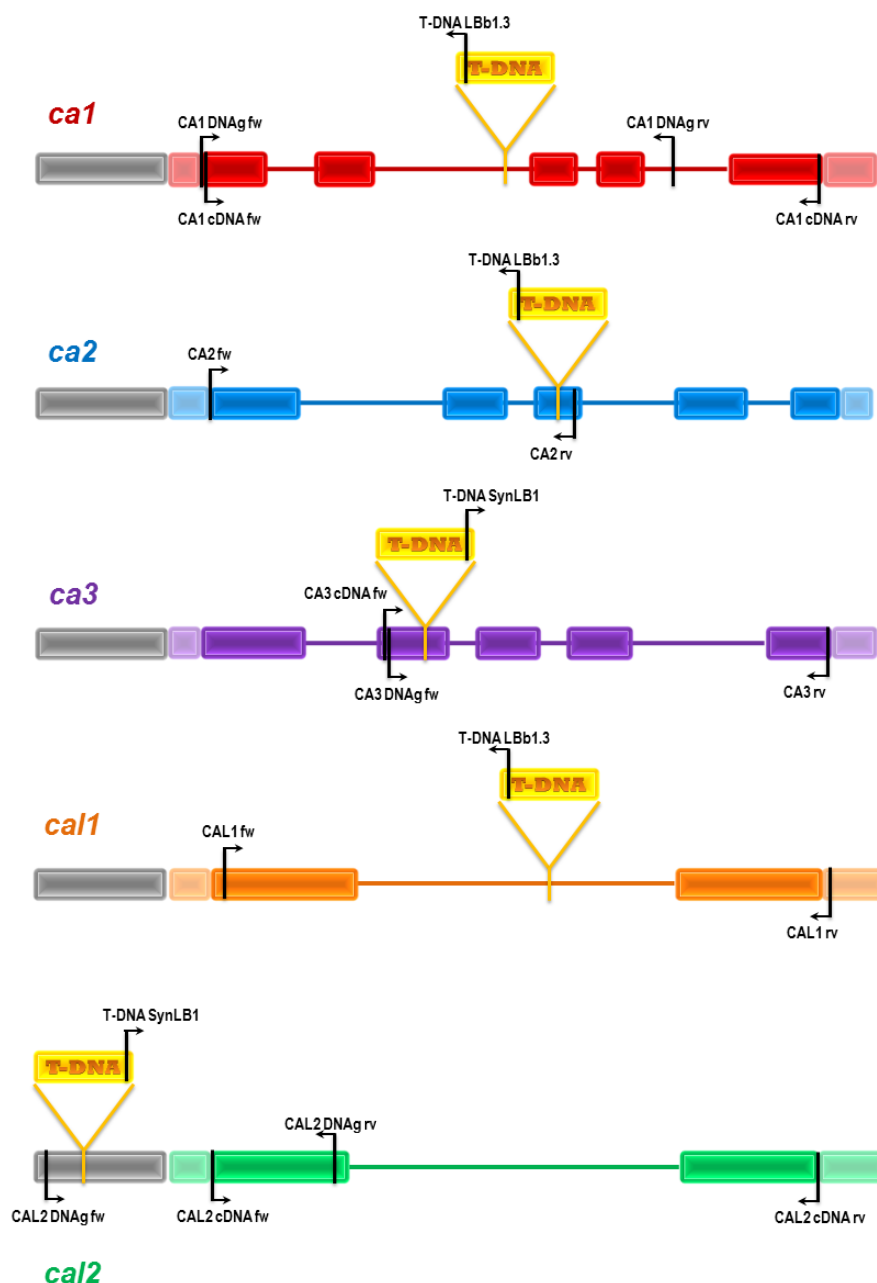 T-DNA LBb1.3
T-DNA
ca1
CA1 DNAg fw
CA1 DNAg rv
CA1 cDNA fw
CA1 cDNA rv
T-DNA LBb1.3
T-DNA
ca2
CA2 fw
CA2 rv
T-DNA SynLB1
T-DNA
ca3
CA3 cDNA fw
CA3 DNAg fw
CA3 rv
T-DNA LBb1.3
T-DNA
cal1
CAL1 fw
CAL1 rv
T-DNA SynLB1
T-DNA
CAL2 DNAg rv
CAL2 DNAg fw
CAL2 cDNA fw
CAL2 cDNA rv
cal2